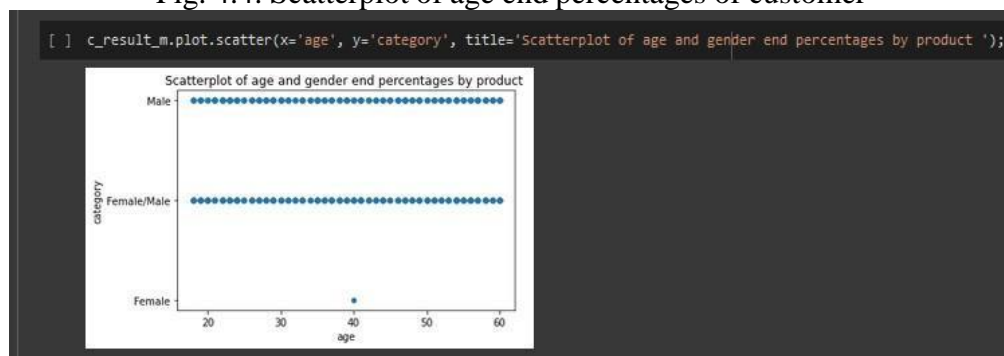 Fig. 4.4. Scatterplot of age end percentages of customer
[ ] c_result_m.plot.scatter(x='age', y='category', title='Scatterplot of age and gender end percentages by product ');
Scatterplot of age and gender end percentages by product
Male
category
Female/Male
Female
20 30 40 50 60
age